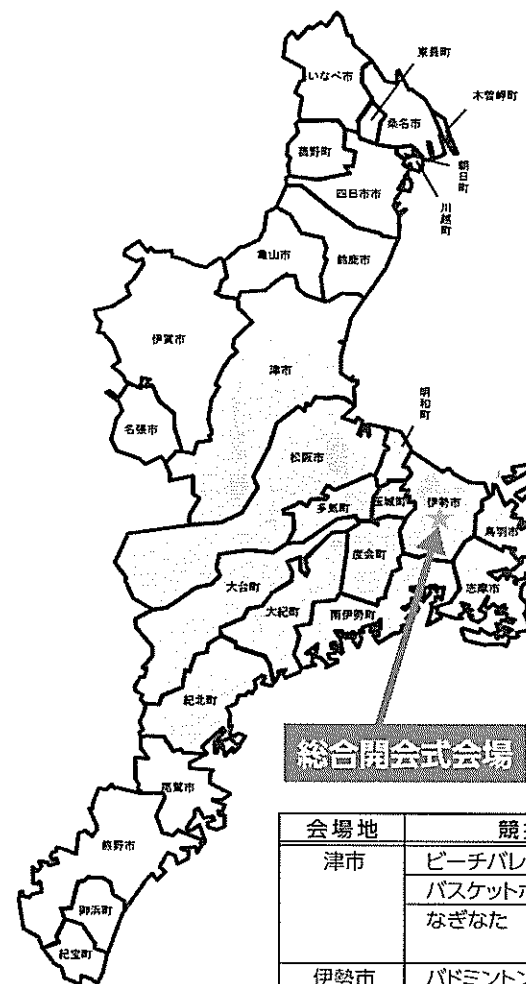 いなべ市
東員町
木曽岬町
桑名市
菰野町
朝日町
四日市市
川越町
亀山市
鈴鹿市
伊賀市
津市
明和町
名張市
松阪市
玉城町
伊勢市
多気町
鳥羽市
度会町
大台町
志摩市
大紀町
南伊勢町
紀北町
総合開会式会場
尾鷲市
熊野市
御浜町
紀宝町
会場地
津市
ビーチバレ
バスケットボ
なぎなた
伊勢市
バドミントン